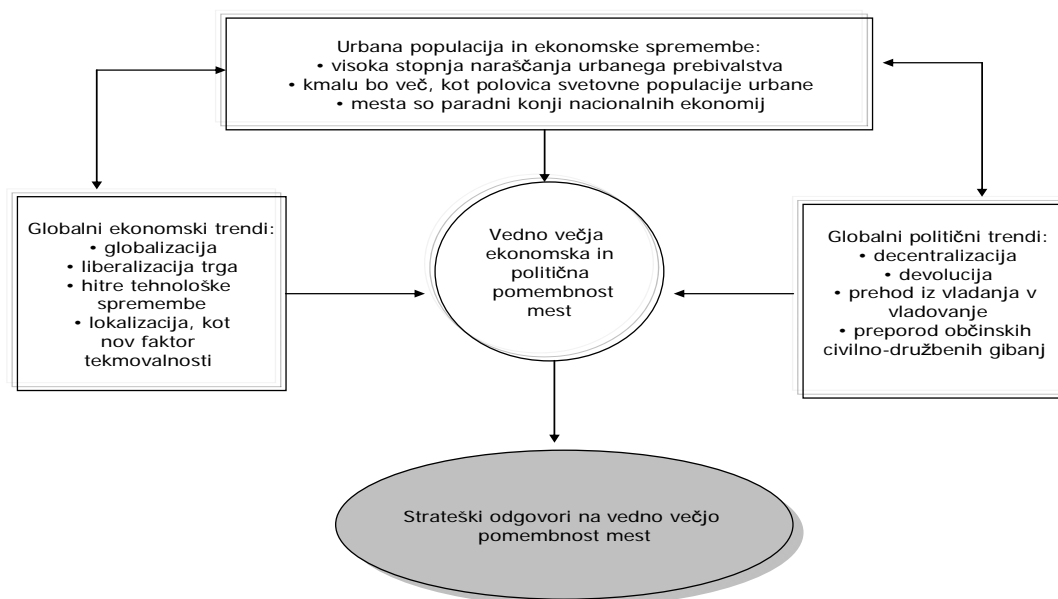 Urbana populacija in ekonomske spremembe:
• visoka stopnja naraščanja urbanega prebivalstva
• kmalu bo več, kot polovica svetovne populacije urbane
• mesta so paradni konji nacionalnih ekonomij
Globalni ekonomski trendi:
• globalizacija
• liberalizacija trga
• hitre tehnološke
spremembe
• lokalizacija, kot
nov faktor
tekmovalnosti
Vedno večja
ekonomska in
politična
pomembnost
mest
Globalni politični trendi:
• decentralizacija
• devolucija
• prehod iz vladanja v
vladovanje
• preporod občinskih
civilno-družbenih gibanj
Strateški odgovori na vedno večjo
pomembnost mest